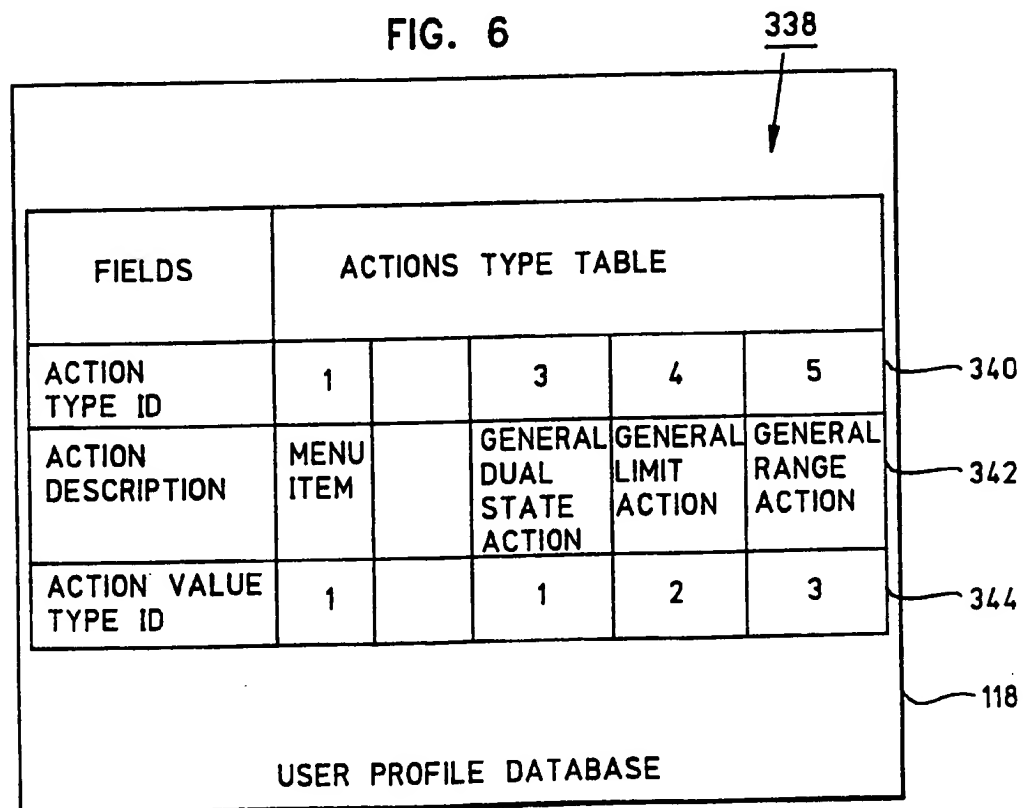 FIG. 6
338
FIELDS
ACTIONS TYPE TABLE
ACTION
TYPE ID
1
3
4
5
340
ACTION
DESCRIPTION
MENU
ITEM
GENERAL
DUAL
STATE
ACTION
GENERAL
LIMIT
ACTION
GENERAL
RANGE
ACTION
342
ACTION VALUE
TYPE ID
1
1
2
3
344
118
USER PROFILE DATABASE